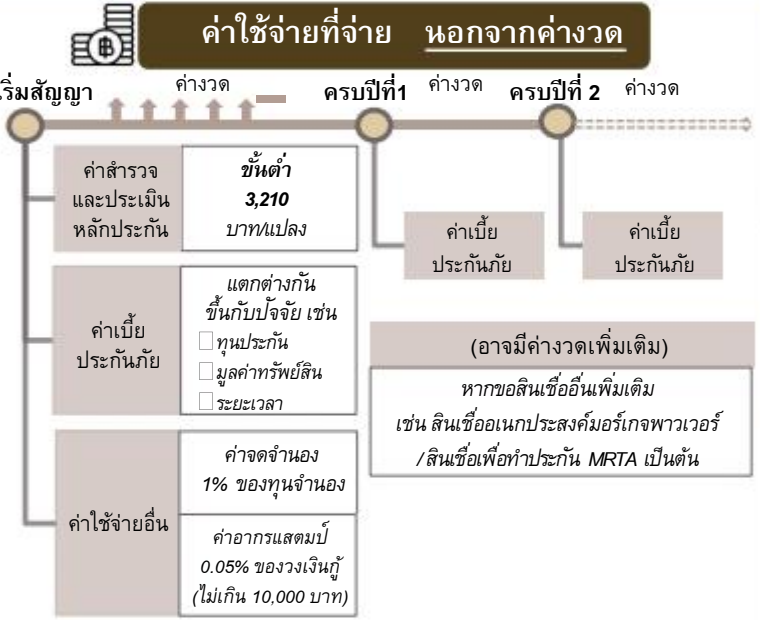 ค่าใช้จ่ายที่จ่าย นอกจากค่างวด
เริ่มสัญญา
ค่างวด
ครบปีที่1
ค่างวด
ครบปีที่ 2
ค่างวด
ค่าสำรวจ
และประเมิน
หลักประกัน
ขั้นต่ำ
3,210
บาท/แปลง
ค่าเบี้ย
ประกันภัย
ค่าเบี้ย
ประกันภัย
ค่าเบี้ย
ประกันภัย
แตกต่างกัน
ขึ้นกับปัจจัย เช่น
ทุนประกัน
มูลค่าทรัพย์สิน
ระยะเวลา
(อาจมีค่างวดเพิ่มเติม)
หากขอสินเชื่ออื่นเพิ่มเติม
เช่น สินเชื่ออเนกประสงค์มอร์เกจพาวเวอร์
/สินเชื่อเพื่อทำประกัน MRTA เป็นต้น
ค่าใช้จ่ายอื่น
ค่าจดจำนอง
1% ของทุนจำนอง
ค่าอากรแสตมป์
0.05% ของวงเงินกู้
(ไม่เกิน 10,000 บาท)